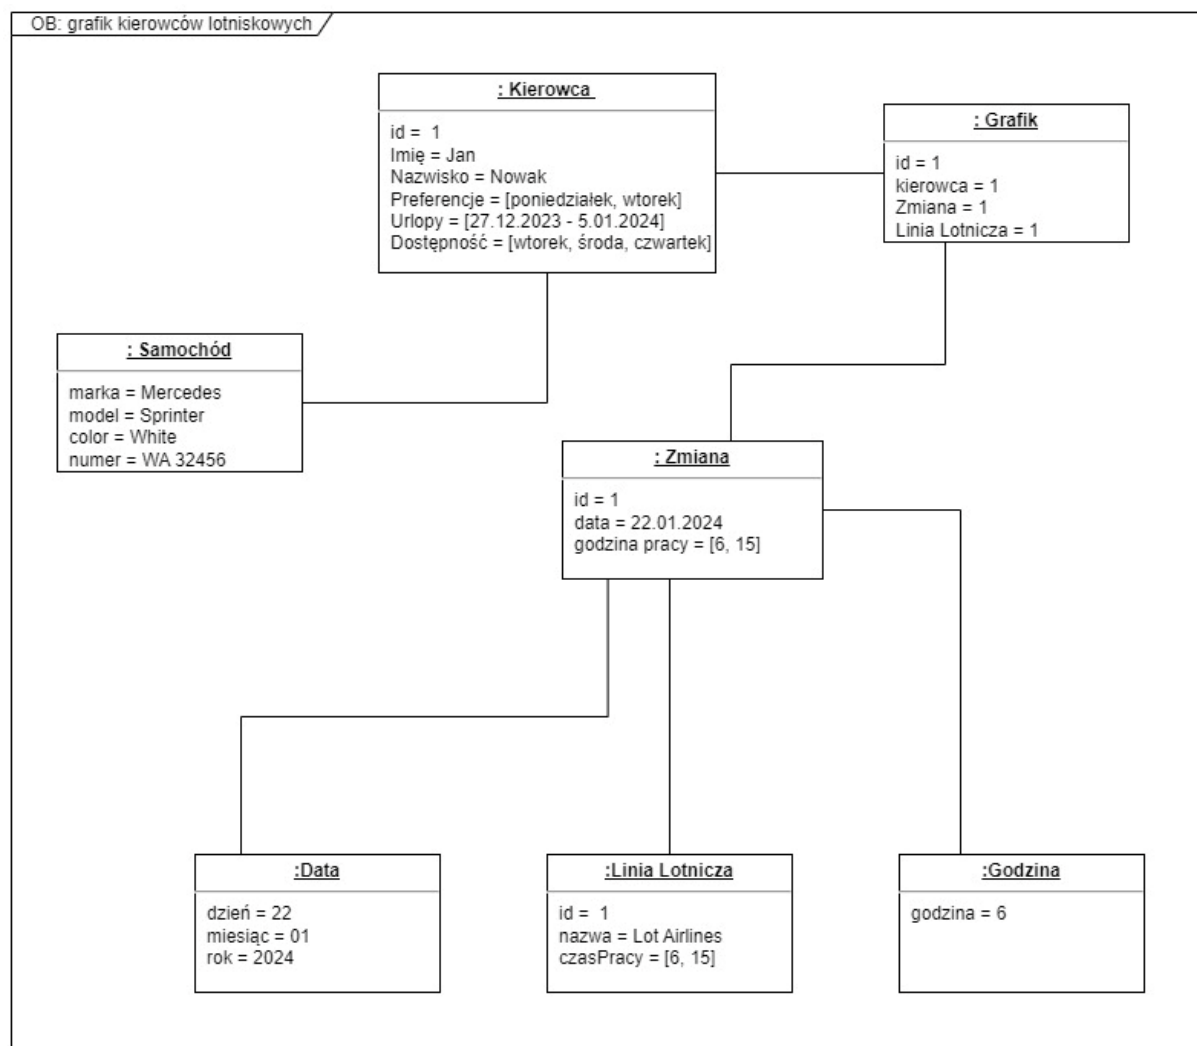 OB: grafik kierowców lotniskowych
: Kierowca
id =  1
Imię = Jan
Nazwisko = Nowak
Preferencje = [poniedziałek, wtorek]
Urlopy = [27.12.2023 - 5.01.2024]
Dostępność = [wtorek, środa, czwartek]
: Grafik
id = 1
kierowca = 1
Zmiana = 1
Linia Lotnicza = 1
: Samochód
marka = Mercedes
model = Sprinter
color = White
numer = WA 32456
: Zmiana
id = 1
data = 22.01.2024
godzina pracy = [6, 15]
:Data
dzień = 22
miesiąc = 01
rok = 2024
:Linia Lotnicza
id =  1
nazwa = Lot Airlines
czasPracy = [6, 15]
:Godzina
godzina = 6